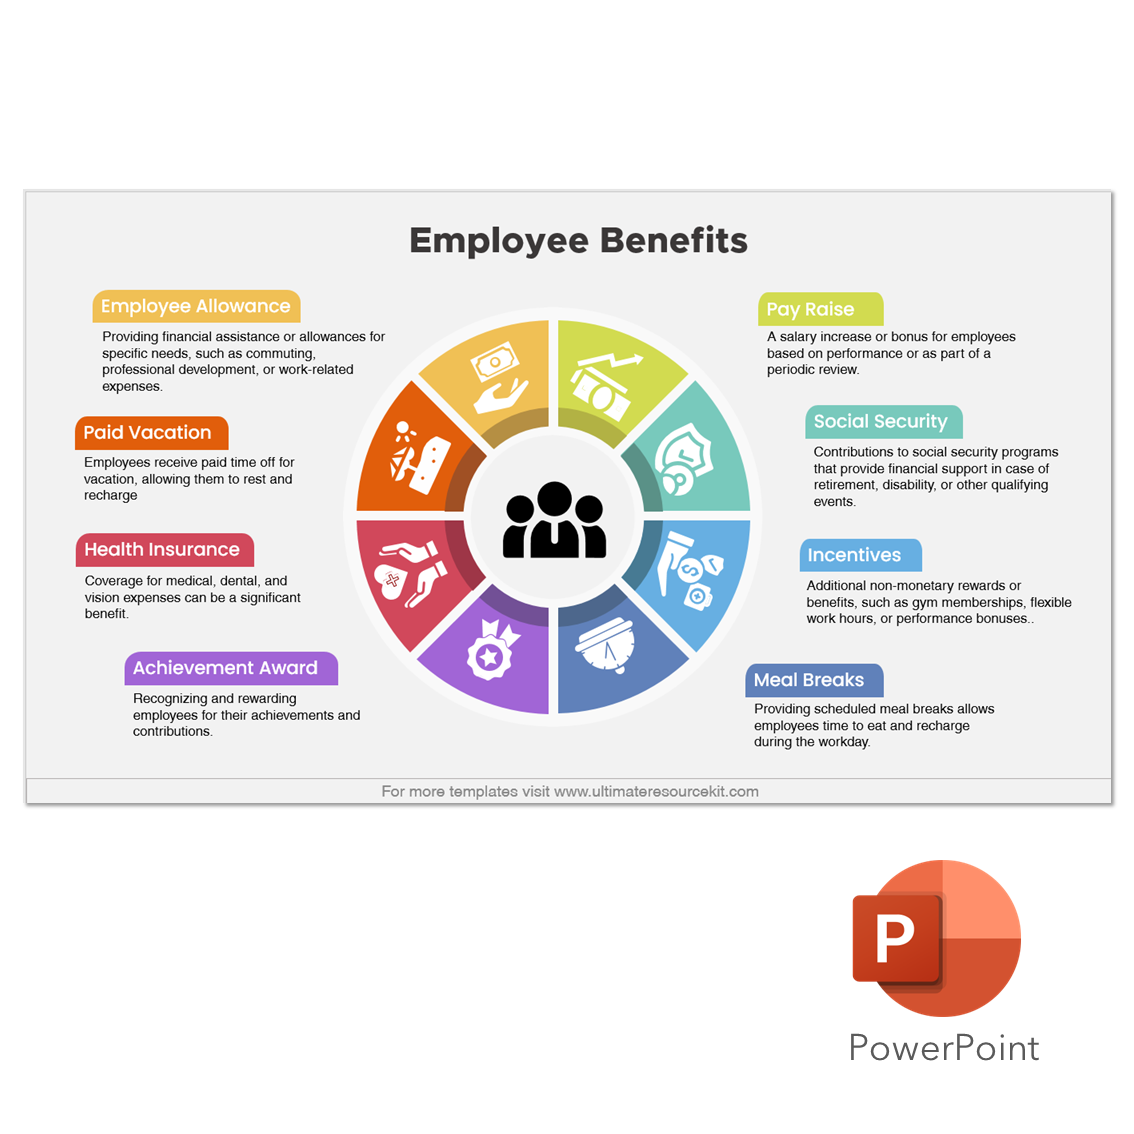 Employee Benefits
Employee Allowance
Providing financial assistance or allowances for
specific needs, such as commuting,
professional development, or work-related
expenses.
Paid Vacation
Employees receive paid time off for
vacation, allowing them to rest and
recharge
Health Insurance
Coverage for medical, dental, and
vision expenses can be a significant
benefit.
Achievement Award
Recognizing and rewarding
employees for their achievements and
contributions.
Pay Raise
A salary increase or bonus for employees
based on performance or as part of a
periodic review.
Social Security
Contributions to social security programs
that provide financial support in case of
retirement, disability, or other qualifying
events.
Incentives
Additional non-monetary rewards or
benefits, such as gym memberships, flexible
work hours, or performance bonuses..
Meal Breaks
Providing scheduled meal breaks allows
employees time to eat and recharge
during the workday.
For more templates visit www.ultimateresourcekit.com
P
PowerPoint